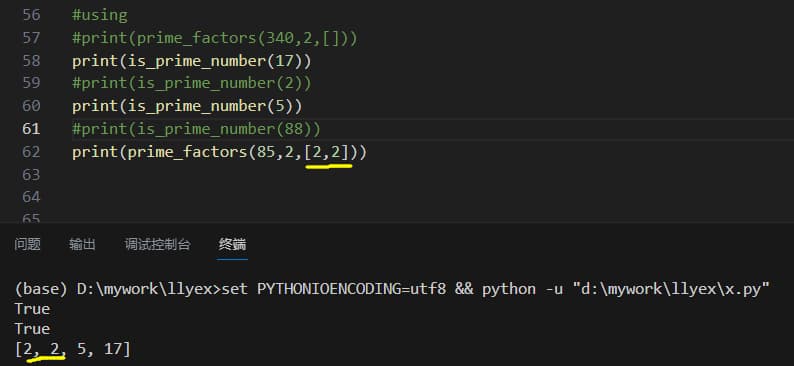 56 #using
57 #print(prime_factors(340,2,[]))
58 print(is_prime_number(17))
59 #print(is_prime_number(2))
60 print(is_prime_number(5))
61 #print(is_prime_number(88))
62 print(prime_factors(85,2,[2,2]))
63
64
65
问题 输出 调试控制台 终端
(base) D:\mywork\llyex>set PYTHONIOENCODING=utf8 && python -u "d:\mywork\llyex\x.py"
True
True
[2, 2, 5, 17]